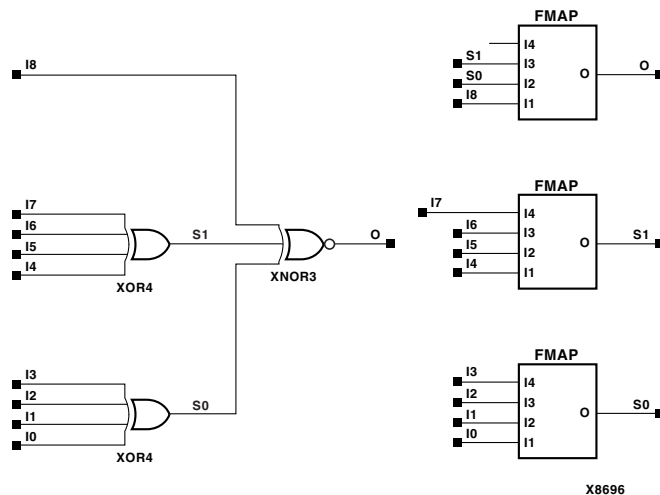 I8
I7
I6
I5
I4
XOR4
S1
XNOR3
O
I3
I2
I1
I0
XOR4
S0
FMAP
I4
S1
I3
S0
I2
I8
I1
O
O
FMAP
I7
I4
I6
I3
I5
I2
I4
I1
O
S1
FMAP
I3
I4
I2
I3
I1
I2
I0
I1
O
S0
X8696